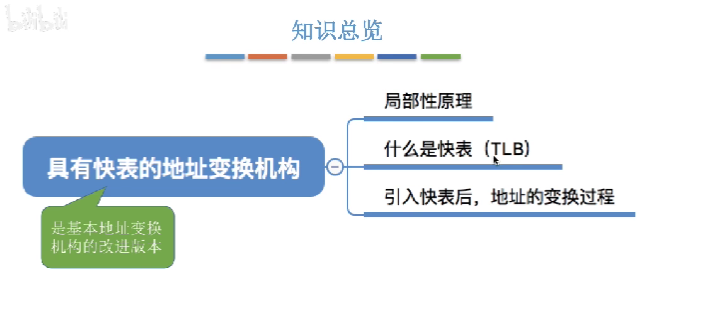 bilibili
知识总览
局部性原理
具有快表的地址变换机构
什么是快表（TLB）
引入快表后，地址的变换过程
是基本地址变换
机构的改进版本